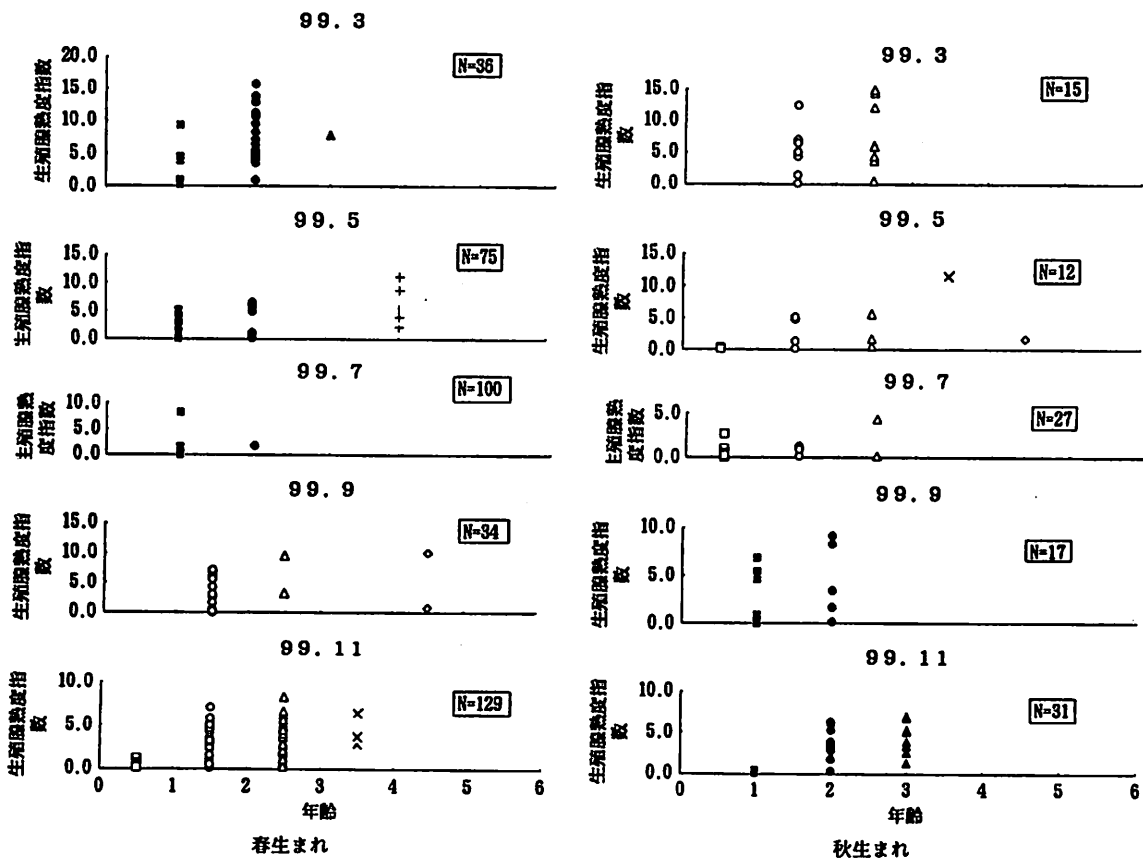 99.3
20.0
15.0
10.0
5.0
0.0
生殖腺熟度指数
N=36
99.5
15.0
10.0
5.0
0.0
生殖腺熟度指
数
N=75
99.7
10.0
5.0
0.0
生殖腺熟
度指数
N=100
99.9
15.0
10.0
5.0
0.0
生殖腺熟度指
数
N=34
99.11
10.0
5.0
0.0
生殖腺熟度指
数
N=129
0 1 2 3 4 5 6
年齢
春生まれ
99.3
15.0
10.0
5.0
0.0
生殖腺熟度指
数
N=15
99.5
15.0
10.0
5.0
0.0
生殖腺熟度指
数
N=12
99.7
5.0
0.0
生殖腺熟
度指数
N=27
99.9
10.0
5.0
0.0
生殖腺熟度指
数
N=17
99.11
10.0
5.0
0.0
生殖腺熟度指
数
N=31
0 1 2 3 4 5 6
年齢
秋生まれ